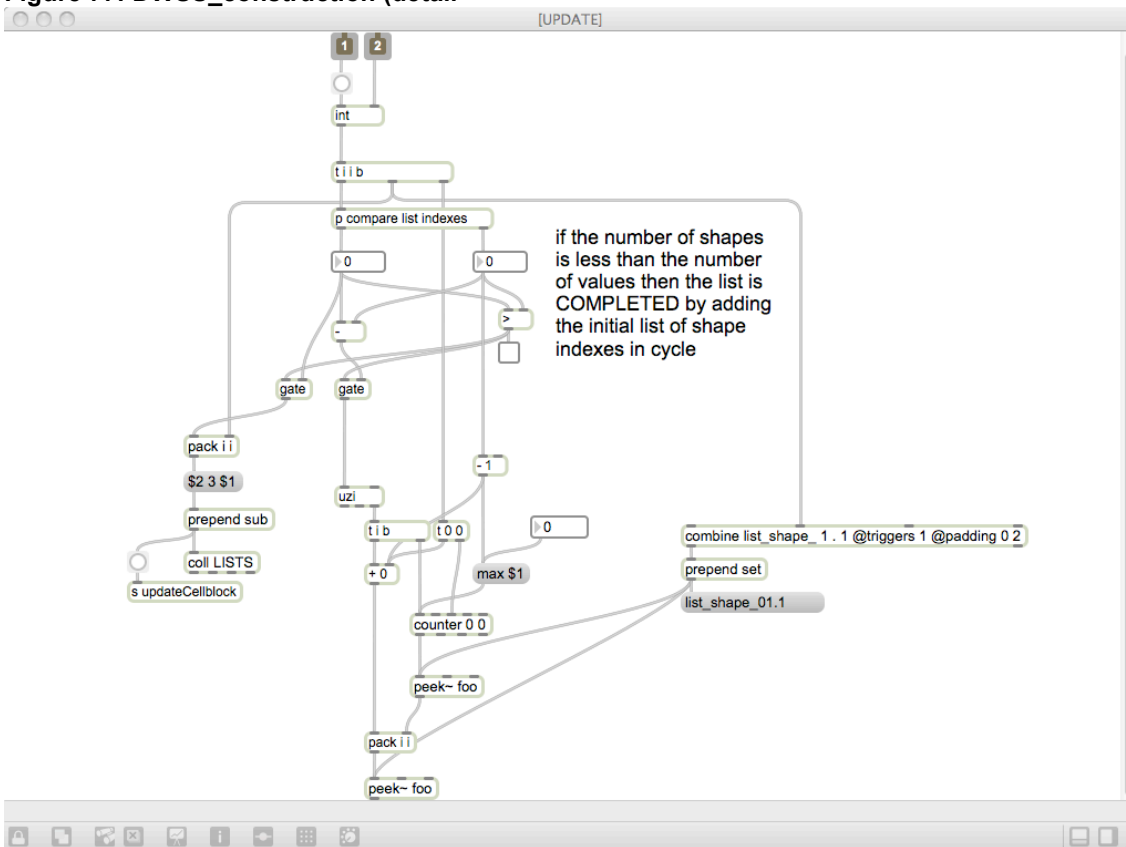 [UPDATE]
1 2
int
t i i b
p compare list indexes
if the number of shapes
is less than the number
of values then the list is
COMPLETED by adding
the initial list of shape
indexes in cycle
0 0
>
-
gate gate
pack i i
- 1
$2 3 $1
uzi
prepend sub
t i b t 0 0 0
combine list_shape_ 1 . 1 @triggers 1 @padding 0 2
coll LISTS
+ 0 max $1
prepend set
s updateCellblock
list_shape_01.1
counter 0 0
peek~ foo
pack i i
peek~ foo